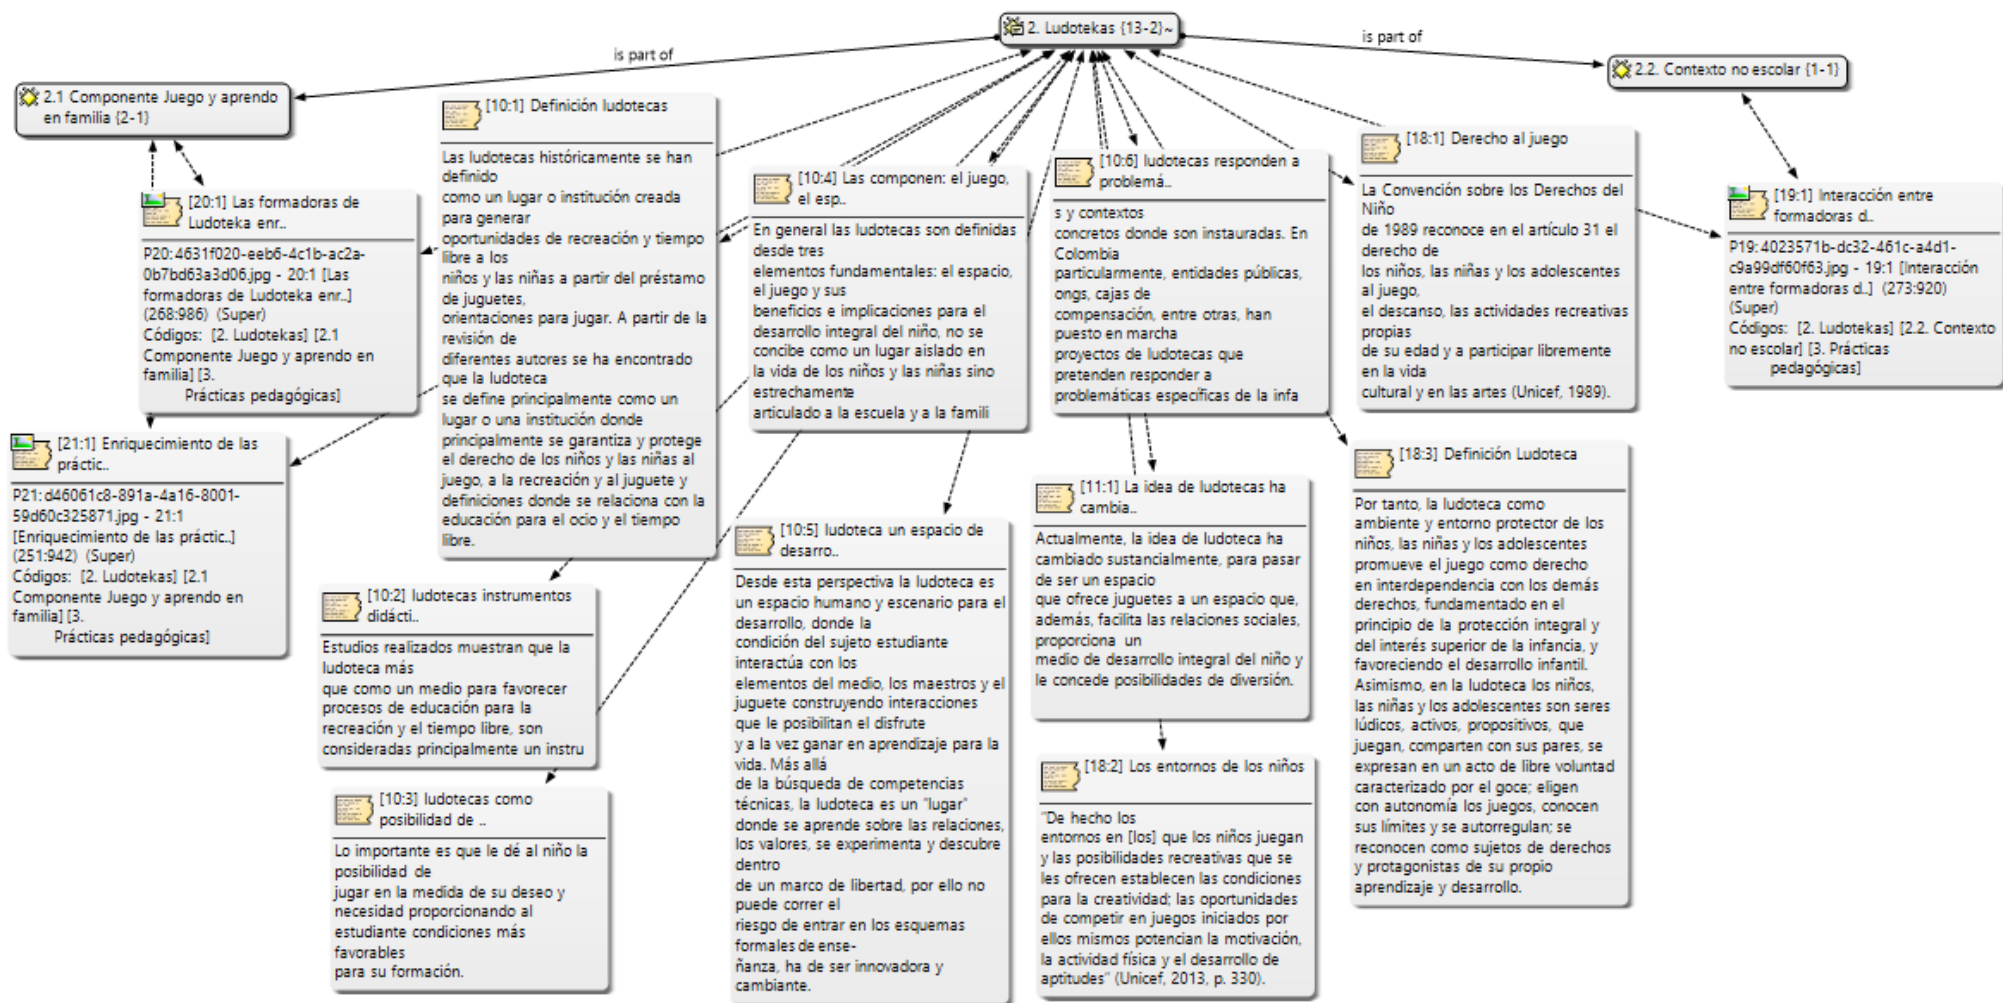 2. Ludotekas {13-2}~
is part of
is part of
2.1 Componente Juego y aprendo
en familia {2-1}
2.2. Contexto no escolar {1-1}
[10:1] Definición ludotecas
Las ludotecas históricamente se han
definido
como un lugar o institución creada
para generar
oportunidades de recreación y tiempo
libre a los
niños y las niñas a partir del préstamo
de juguetes,
orientaciones para jugar. A partir de la
revisión de
diferentes autores se ha encontrado
que la ludoteca
se define principalmente como un
lugar o una institución donde
principalmente se garantiza y protege
el derecho de los niños y las niñas al
juego, a la recreación y al juguete y
definiciones donde se relaciona con la
educación para el ocio y el tiempo
libre.
[10:4] Las componen: el juego,
el esp..
En general las ludotecas son definidas
desde tres
elementos fundamentales: el espacio,
el juego y sus
beneficios e implicaciones para el
desarrollo integral del niño, no se
concibe como un lugar aislado en
la vida de los niños y las niñas sino
estrechamente
articulado a la escuela y a la famili
[10:6] ludotecas responden a
problemá..
s y contextos
concretos donde son instauradas. En
Colombia
particularmente, entidades públicas,
ongs, cajas de
compensación, entre otras, han
puesto en marcha
proyectos de ludotecas que
pretenden responder a
problemáticas específicas de la infa
[18:1] Derecho al juego
La Convención sobre los Derechos del
Niño
de 1989 reconoce en el artículo 31 el
derecho de
los niños, las niñas y los adolescentes
al juego,
el descanso, las actividades recreativas
propias
de su edad y a participar libremente
en la vida
cultural y en las artes (Unicef, 1989).
[19:1] Interacción entre
formadoras d..
P19:4023571b-dc32-461c-a4d1-
c9a99df60f63.jpg - 19:1 [Interacción
entre formadoras d..] (273:920)
(Super)
Códigos: [2. Ludotekas] [2.2. Contexto
no escolar] [3. Prácticas
pedagógicas]
[20:1] Las formadoras de
Ludoteka enr..
P20:4631f020-eeb6-4c1b-ac2a-
0b7bd63a3d06.jpg - 20:1 [Las
formadoras de Ludoteka enr..]
(268:986) (Super)
Códigos: [2. Ludotekas] [2.1
Componente Juego y aprendo en
familia] [3.
Prácticas pedagógicas]
[21:1] Enriquecimiento de las
práctic..
P21:d46061c8-891a-4a16-8001-
59d60c325871.jpg - 21:1
[Enriquecimiento de las práctic..]
(251:942) (Super)
Códigos: [2. Ludotekas] [2.1
Componente Juego y aprendo en
familia] [3.
Prácticas pedagógicas]
[10:2] ludotecas instrumentos
didácti..
Estudios realizados muestran que la
ludoteca más
que como un medio para favorecer
procesos de educación para la
recreación y el tiempo libre, son
consideradas principalmente un instru
[10:3] ludotecas como
posibilidad de ..
Lo importante es que le dé al niño la
posibilidad de
jugar en la medida de su deseo y
necesidad proporcionando al
estudiante condiciones más
favorables
para su formación.
[10:5] ludoteca un espacio de
desarro..
Desde esta perspectiva la ludoteca es
un espacio humano y escenario para el
desarrollo, donde la
condición del sujeto estudiante
interactúa con los
elementos del medio, los maestros y el
juguete construyendo interacciones
que le posibilitan el disfrute
y a la vez ganar en aprendizaje para la
vida. Más allá
de la búsqueda de competencias
técnicas, la ludoteca es un "lugar"
donde se aprende sobre las relaciones,
los valores, se experimenta y descubre
dentro
de un marco de libertad, por ello no
puede correr el
riesgo de entrar en los esquemas
formales de ense-
ñanza, ha de ser innovadora y
cambiante.
[11:1] La idea de ludotecas ha
cambia..
Actualmente, la idea de ludoteca ha
cambiado sustancialmente, para pasar
de ser un espacio
que ofrece juguetes a un espacio que,
además, facilita las relaciones sociales,
proporciona un
medio de desarrollo integral del niño y
le concede posibilidades de diversión.
[18:2] Los entornos de los niños
"De hecho los
entornos en [los] que los niños juegan
y las posibilidades recreativas que se
les ofrecen establecen las condiciones
para la creatividad; las oportunidades
de competir en juegos iniciados por
ellos mismos potencian la motivación,
la actividad física y el desarrollo de
aptitudes" (Unicef, 2013, p. 330).
[18:3] Definición Ludoteca
Por tanto, la ludoteca como
ambiente y entorno protector de los
niños, las niñas y los adolescentes
promueve el juego como derecho
en interdependencia con los demás
derechos, fundamentado en el
principio de la protección integral y
del interés superior de la infancia, y
favoreciendo el desarrollo infantil.
Asimismo, en la ludoteca los niños,
las niñas y los adolescentes son seres
lúdicos, activos, propositivos, que
juegan, comparten con sus pares, se
expresan en un acto de libre voluntad
caracterizado por el goce; eligen
con autonomía los juegos, conocen
sus límites y se autorregulan; se
reconocen como sujetos de derechos
y protagonistas de su propio
aprendizaje y desarrollo.